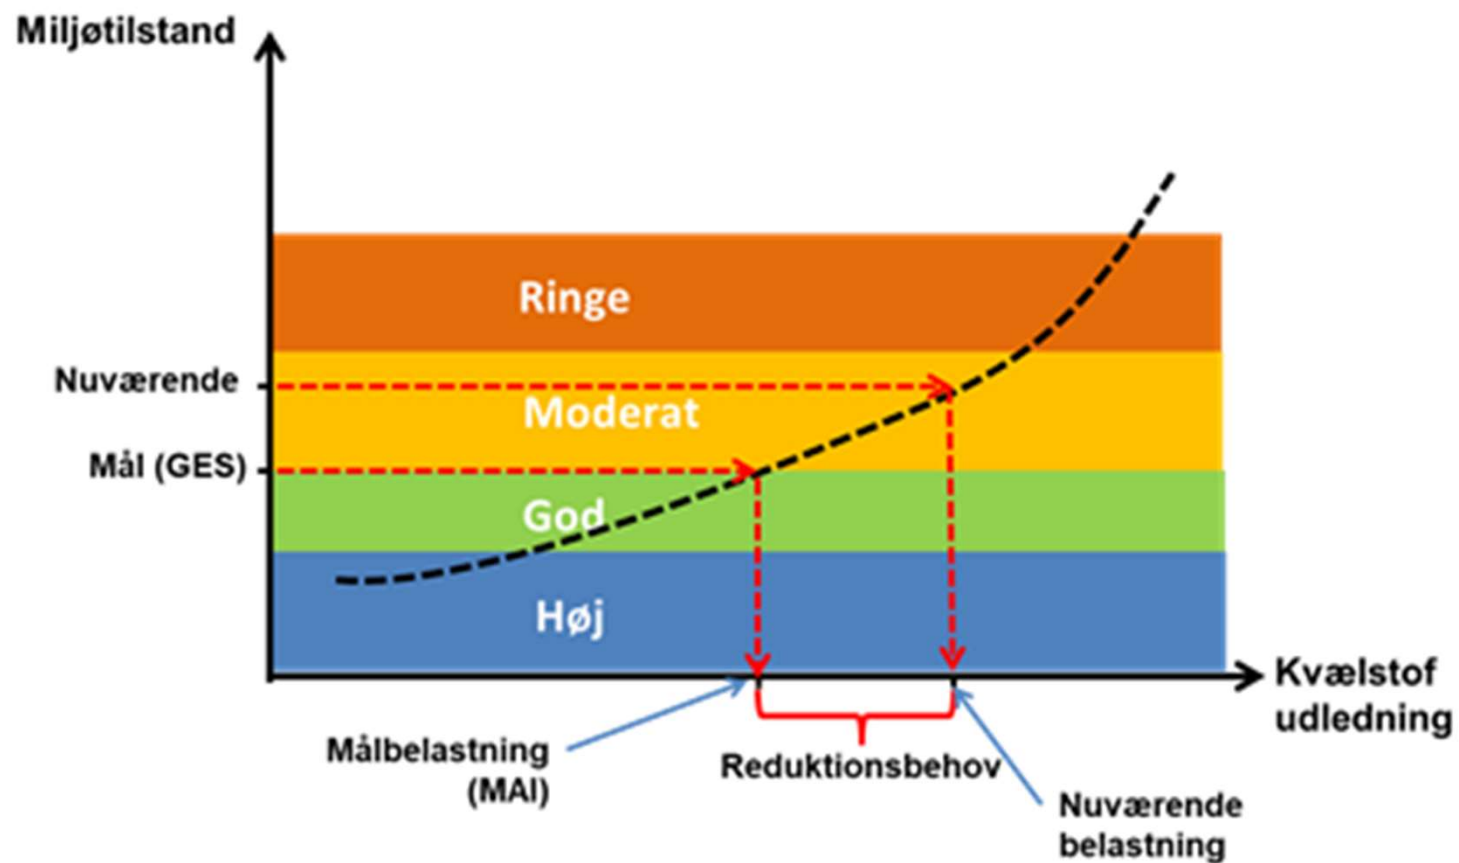 Miljøtilstand
Ringe
Nuværende
Moderat
Mål (GES)
God
Høj
Kvælstof
udledning
Målbelastning
(MAI)
Reduktionsbehov
Nuværende
belastning